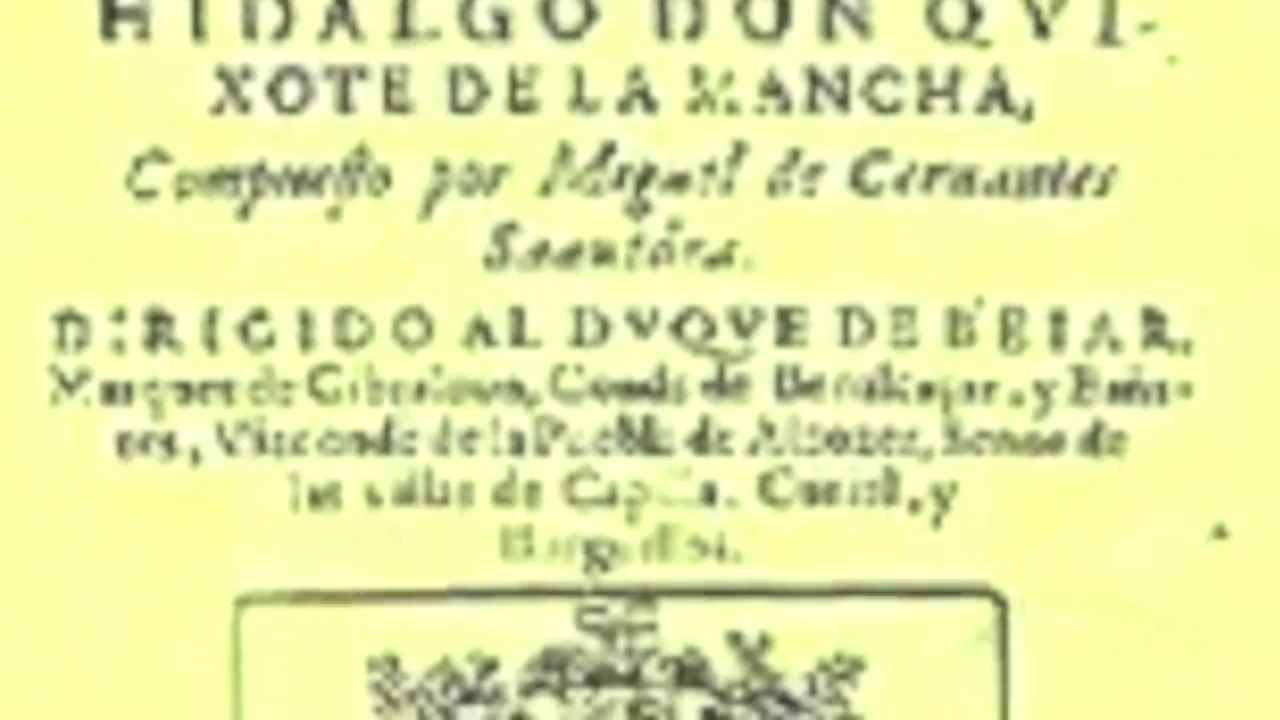 HIDALGO DON QVI-
XOTE DE LA MANCHA,
Compuesto por Miguel de Ceruantes
Saauedra.
DIRIGIDO AL DVQVE DE BEIAR,
Marques de Gibraleon, Conde de Benalcaçar, y Baña-
res, Vizconde de la Puebla de Alcozer, Señor de
las villas de Capilla, Curiel, y
Burguillos.